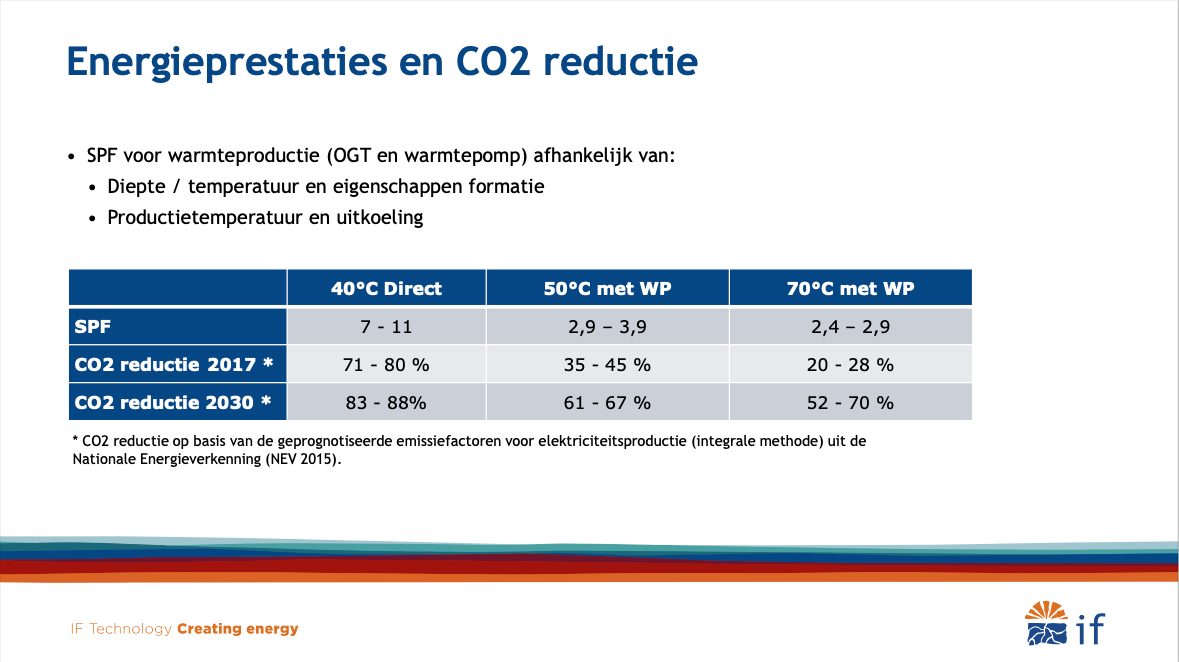 Energieprestaties en CO2 reductie
• SPF voor warmteproductie (OGT en warmtepomp) afhankelijk van:
• Diepte / temperatuur en eigenschappen formatie
• Productietemperatuur en uitkoeling
40°C Direct 50°C met WP 70°C met WP
SPF 7 - 11 2,9 – 3,9 2,4 – 2,9
CO2 reductie 2017 * 71 - 80 % 35 - 45 % 20 - 28 %
CO2 reductie 2030 * 83 - 88% 61 - 67 % 52 - 70 %
* CO2 reductie op basis van de geprognotiseerde emissiefactoren voor elektriciteitsproductie (integrale methode) uit de
Nationale Energieverkenning (NEV 2015).
IF Technology Creating energy
if